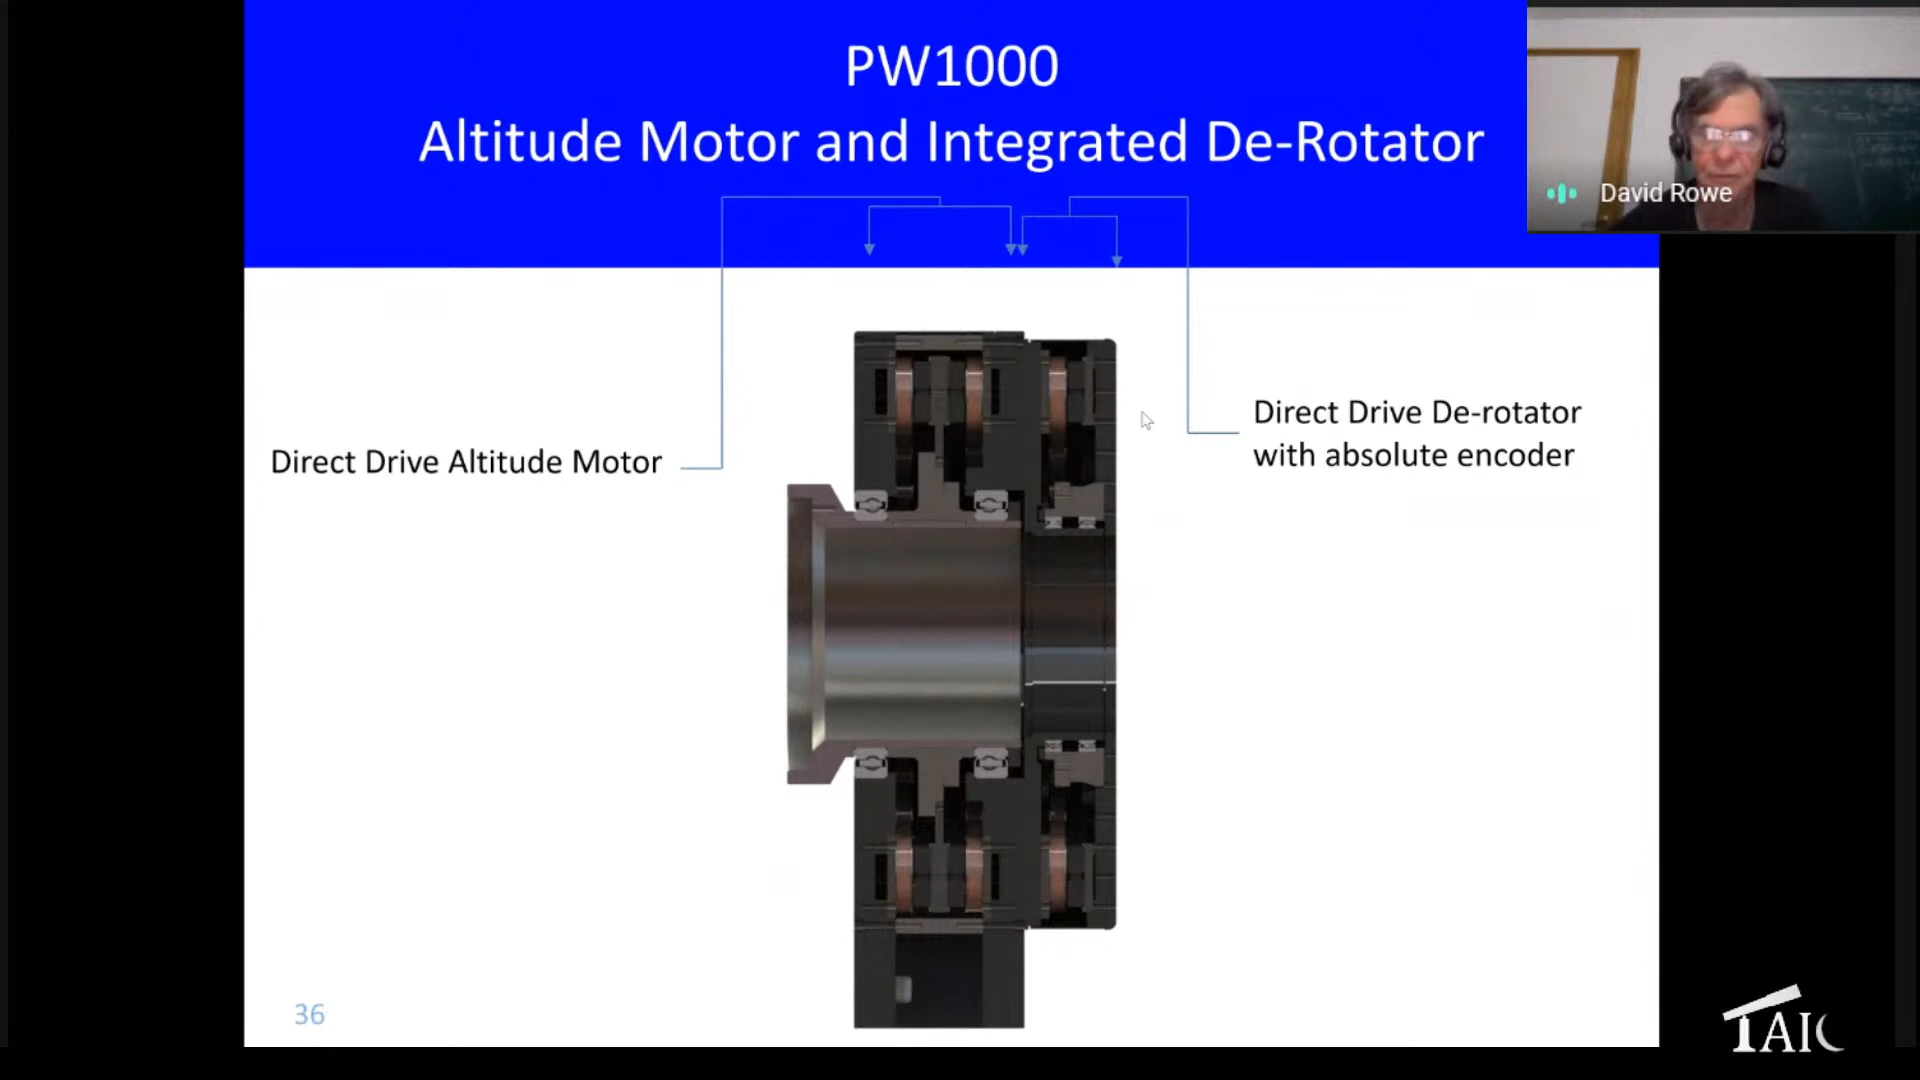 PW1000
Altitude Motor and Integrated De-Rotator
David Rowe
Direct Drive Altitude Motor
Direct Drive De-rotator
with absolute encoder
36
TAIC